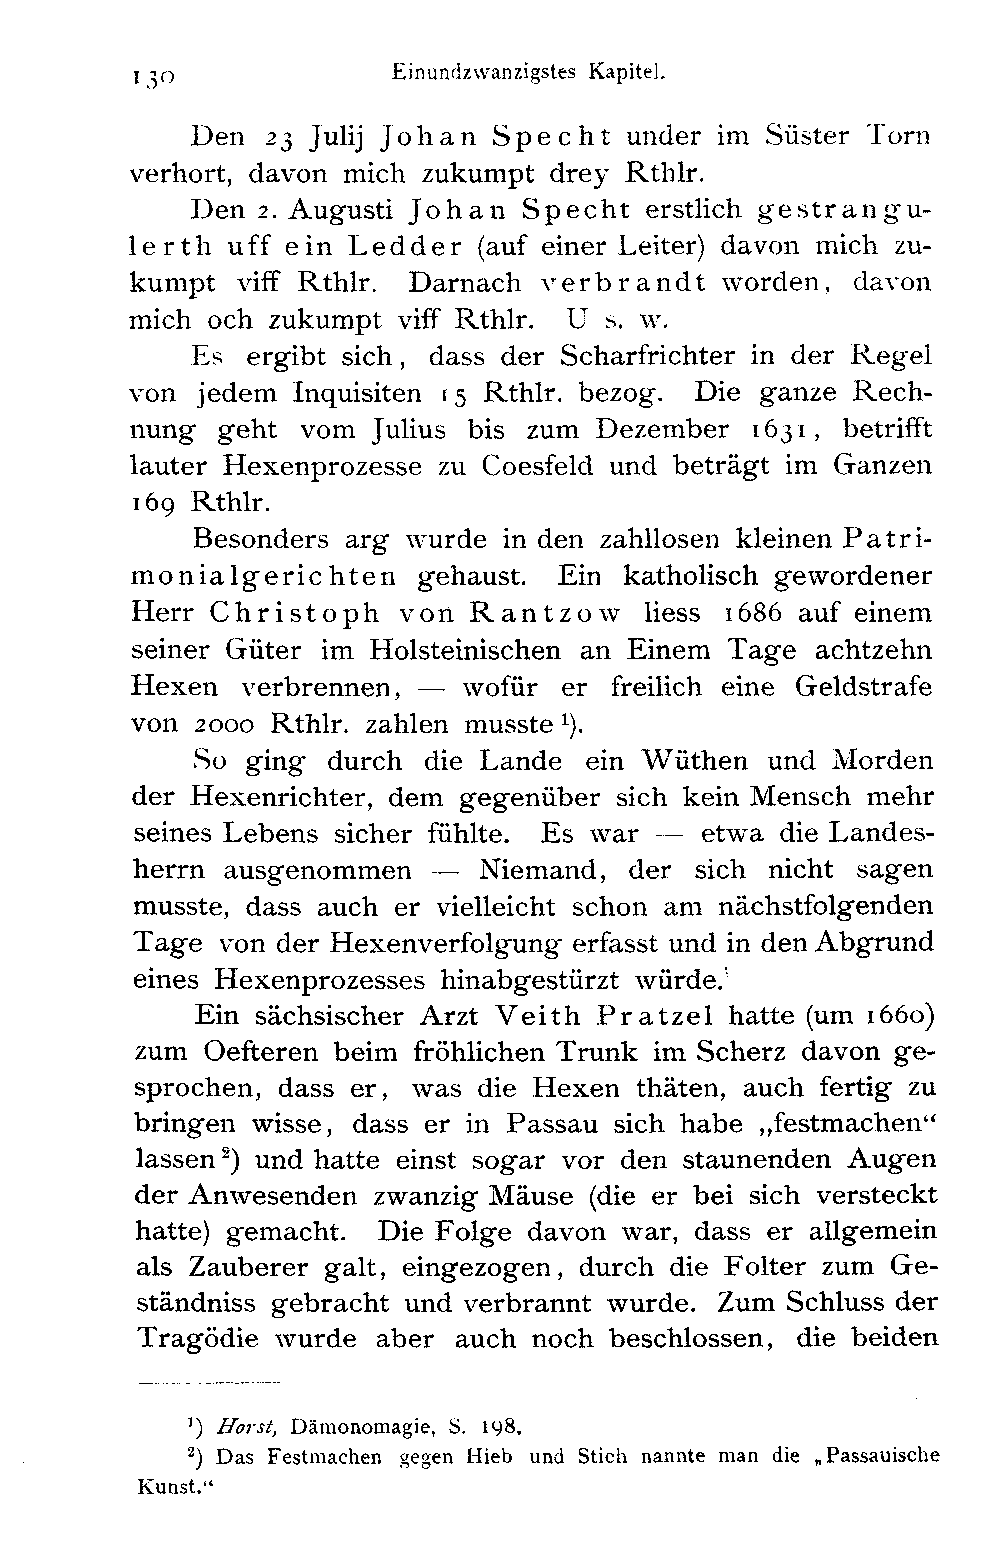 130 Einundzwanzigstes Kapitel.
Den 23 Julij Johan Specht under im Süster Torn
verhort, davon mich zukumpt drey Rthlr.
Den 2. Augusti Johan Specht erstlich gestrangu-
lerth uff ein Ledder (auf einer Leiter) davon mich zu-
kumpt viff Rthlr. Darnach verbrandt worden, davon
mich och zukumpt viff Rthlr. U s. w.
Es ergibt sich, dass der Scharfrichter in der Regel
von jedem Inquisiten 15 Rthlr. bezog. Die ganze Rech-
nung geht vom Julius bis zum Dezember 1631, betrifft
lauter Hexenprozesse zu Coesfeld und beträgt im Ganzen
169 Rthlr.
Besonders arg wurde in den zahllosen kleinen Patri-
monialgerichten gehaust. Ein katholisch gewordener
Herr Christoph von Rantzow liess 1686 auf einem
seiner Güter im Holsteinischen an Einem Tage achtzehn
Hexen verbrennen, — wofür er freilich eine Geldstrafe
von 2000 Rthlr. zahlen musste ¹).
So ging durch die Lande ein Wüthen und Morden
der Hexenrichter, dem gegenüber sich kein Mensch mehr
seines Lebens sicher fühlte. Es war — etwa die Landes-
herrn ausgenommen — Niemand, der sich nicht sagen
musste, dass auch er vielleicht schon am nächstfolgenden
Tage von der Hexenverfolgung erfasst und in den Abgrund
eines Hexenprozesses hinabgestürzt würde.
Ein sächsischer Arzt Veith Pratzel hatte (um 1660)
zum Oefteren beim fröhlichen Trunk im Scherz davon ge-
sprochen, dass er, was die Hexen thäten, auch fertig zu
bringen wisse, dass er in Passau sich habe „festmachen“
lassen ²) und hatte einst sogar vor den staunenden Augen
der Anwesenden zwanzig Mäuse (die er bei sich versteckt
hatte) gemacht. Die Folge davon war, dass er allgemein
als Zauberer galt, eingezogen, durch die Folter zum Ge-
ständniss gebracht und verbrannt wurde. Zum Schluss der
Tragödie wurde aber auch noch beschlossen, die beiden
¹) Horst, Dämonomagie, S. 198.
²) Das Festmachen gegen Hieb und Stich nannte man die „Passauische
Kunst.“